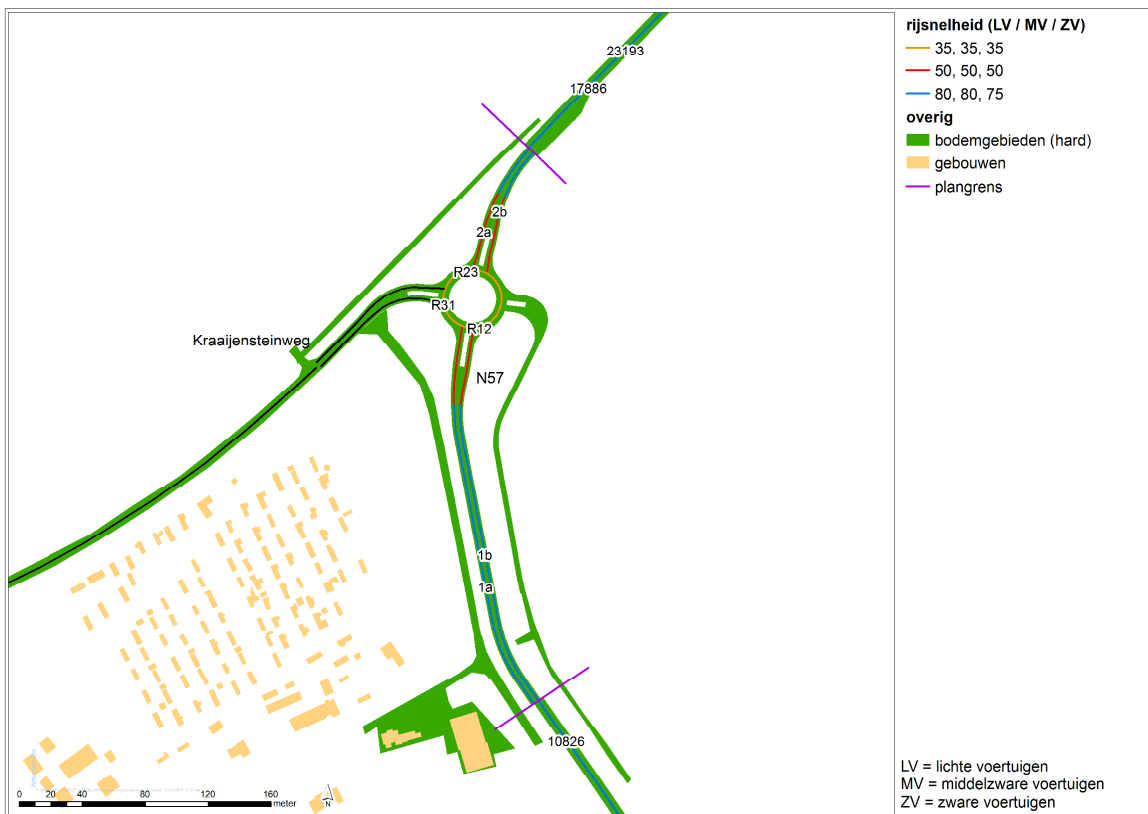 rijsnelheid (LV / MV / ZV)
35, 35, 35
50, 50, 50
80, 80, 75
overig
bodemgebieden (hard)
gebouwen
plangrens
23193
17886
2b
2a
R23
R31
R12
Kraaijensteinweg
N57
1b
1a
10826
0 20 40 80 120 160
meter
N
LV = lichte voertuigen
MV = middelzware voertuigen
ZV = zware voertuigen